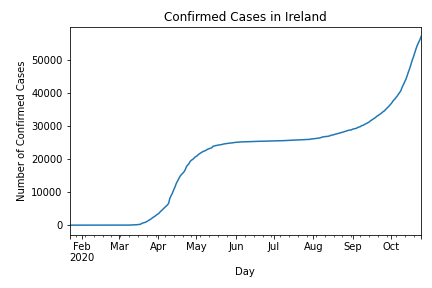 Confirmed Cases in Ireland
Number of Confirmed Cases
50000
40000
30000
20000
10000
0
Feb Mar Apr May Jun Jul Aug Sep Oct
2020
Day